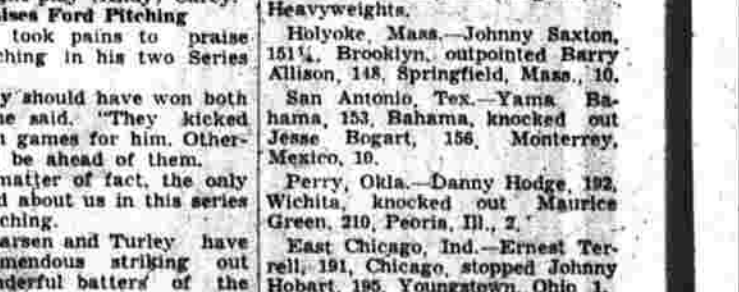 ises Ford Pitching
took pains to praise
ching in his two Series
y should have won both
e said. "They kicked
games for him. Other-
be ahead of them.
matter of fact, the only
d about us in this series
ching.
arsen and Turley have
mendous striking out
derful batters of the
Heavyweights.
Holyoke, Mass.—Johnny Saxton,
151¼, Brooklyn, outpointed Barry
Allison, 148, Springfield, Mass., 10.
San Antonio, Tex.—Yama Ba-
hama, 153, Bahama, knocked out
Jesse Bogart, 156, Monterrey,
Mexico, 10.
Perry, Okla.—Danny Hodge, 192,
Wichita, knocked out Maurice
Green, 210, Peoria, Ill., 2.
East Chicago, Ind.—Ernest Ter-
rell, 191, Chicago, stopped Johnny
Hobart, 195, Youngstown, Ohio 1.